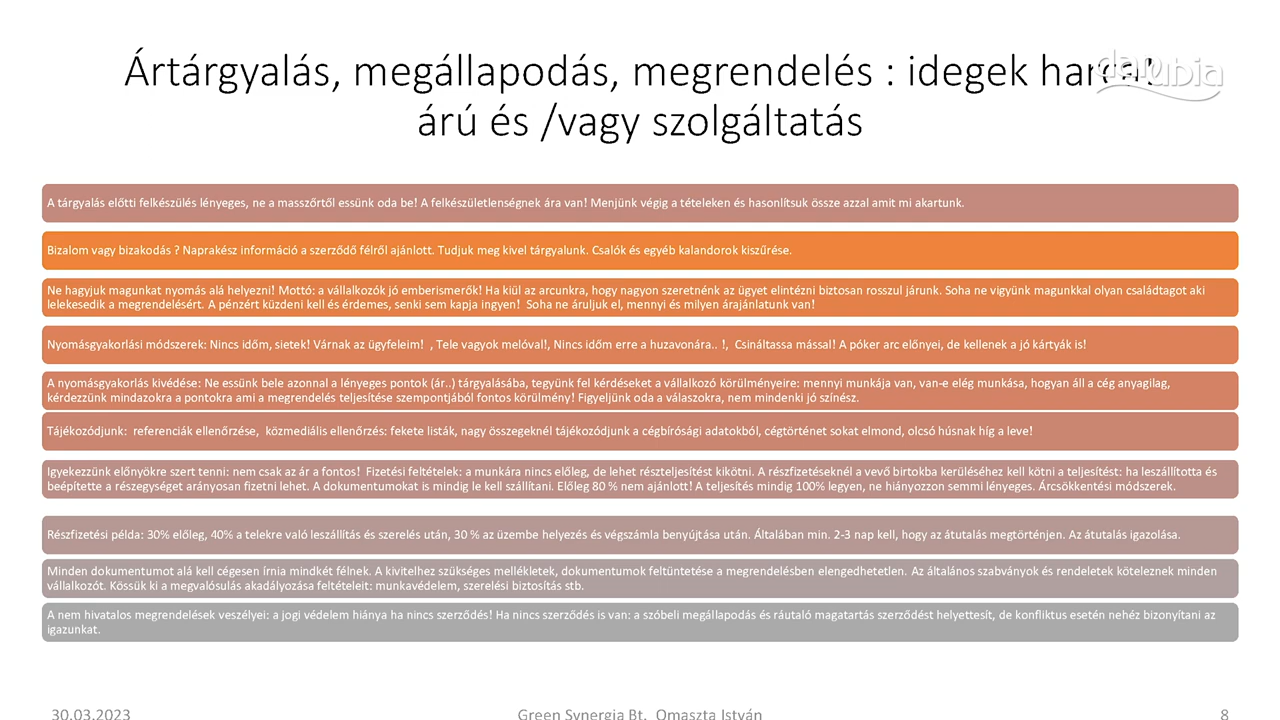 Ártárgyalás, megállapodás, megrendelés : idegek harca!
árú és /vagy szolgáltatás
danubia
A tárgyalás előtti felkészülés lényeges, ne a masszőrtől essünk oda be! A felkészületlenségnek ára van! Menjünk végig a tételeken és hasonlítsuk össze azzal amit mi akartunk.
Bizalom vagy bizakodás ? Naprakész információ a szerződő félről ajánlott. Tudjuk meg kivel tárgyalunk. Csalók és egyéb kalandorok kiszűrése.
Ne hagyjuk magunkat nyomás alá helyezni! Mottó: a vállalkozók jó emberismerők! Ha kiül az arcunkra, hogy nagyon szeretnénk az ügyet elintézni biztosan rosszul járunk. Soha ne vigyünk magunkkal olyan családtagot aki
lelekesedik a megrendelésért. A pénzért küzdeni kell és érdemes, senki sem kapja ingyen! Soha ne áruljuk el, mennyi és milyen árajánlatunk van!
Nyomásgyakorlási módszerek: Nincs időm, sietek! Várnak az ügyfeleim! , Tele vagyok melóval!, Nincs időm erre a huzavonára.. !, Csináltassa mással! A póker arc előnyei, de kellenek a jó kártyák is!
A nyomásgyakorlás kivédése: Ne essünk bele azonnal a lényeges pontok (ár..) tárgyalásába, tegyünk fel kérdéseket a vállalkozó körülményeire: mennyi munkája van, van-e elég munkása, hogyan áll a cég anyagilag,
kérdezzünk mindazokra a pontokra ami a megrendelés teljesítése szempontjából fontos körülmény! Figyeljünk oda a válaszokra, nem mindenki jó színész.
Tájékozódjunk: referenciák ellenőrzése, közmediális ellenőrzés: fekete listák, nagy összegeknél tájékozódjunk a cégbírósági adatokból, cégtörténet sokat elmond, olcsó húsnak híg a leve!
Igyekezzünk előnyökre szert tenni: nem csak az ár a fontos! Fizetési feltételek: a munkára nincs előleg, de lehet részteljesítést kikötni. A részfizetéseknél a vevő birtokba kerüléséhez kell kötni a teljesítést: ha leszállította és
beépítette a részegységet arányosan fizetni lehet. A dokumentumokat is mindig le kell szállítani. Előleg 80 % nem ajánlott! A teljesítés mindig 100% legyen, ne hiányozzon semmi lényeges. Árcsökkentési módszerek.
Részfizetési példa: 30% előleg, 40% a telekre való leszállítás és szerelés után, 30 % az üzembe helyezés és végszámla benyújtása után. Általában min. 2-3 nap kell, hogy az átutalás megtörténjen. Az átutalás igazolása.
Minden dokumentumot alá kell cégesen írnia mindkét félnek. A kivitelhez szükséges mellékletek, dokumentumok feltüntetése a megrendelésben elengedhetetlen. Az általános szabványok és rendeletek köteleznek minden
vállalkozót. Kössük ki a megvalósulás akadályozása feltételeit: munkavédelem, szerelési biztosítás stb.
A nem hivatalos megrendelések veszélyei: a jogi védelem hiánya ha nincs szerződés! Ha nincs szerződés is van: a szóbeli megállapodás és ráutaló magatartás szerződést helyettesít, de konfliktus esetén nehéz bizonyítani az
igazunkat.
30.03.2023
Green Synergia Bt. Omaszta István
8